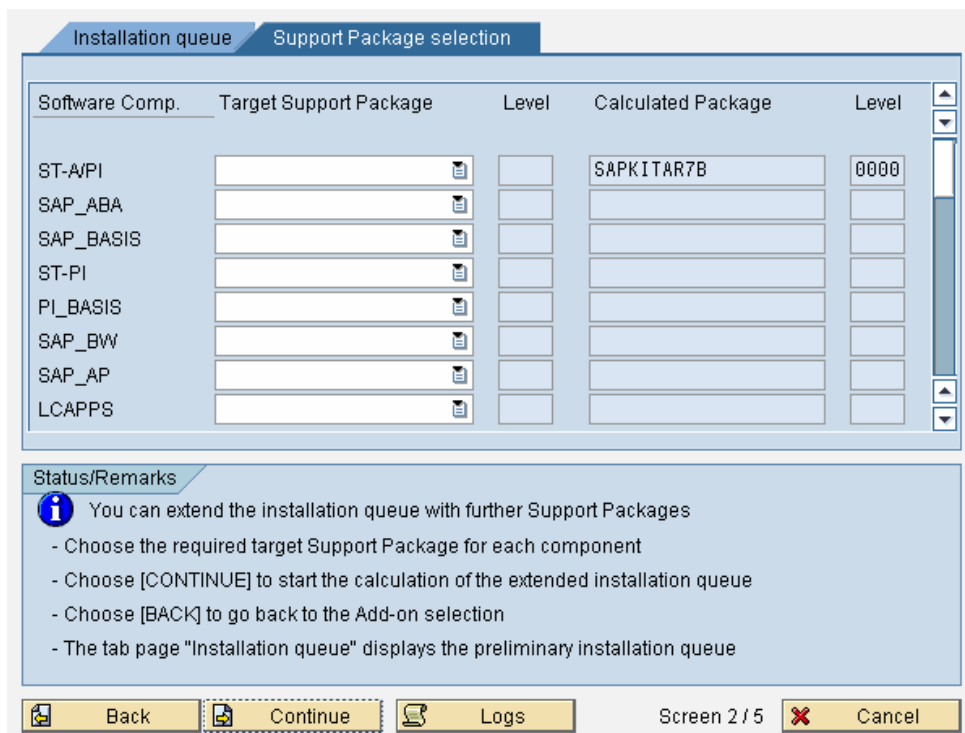 Installation queue Support Package selection
Software Comp. Target Support Package Level Calculated Package Level
ST-A/PI SAPKITAR7B 0000
SAP_ABA
SAP_BASIS
ST-PI
PI_BASIS
SAP_BW
SAP_AP
LCAPPS
Status/Remarks
You can extend the installation queue with further Support Packages
- Choose the required target Support Package for each component
- Choose [CONTINUE] to start the calculation of the extended installation queue
- Choose [BACK] to go back to the Add-on selection
- The tab page "Installation queue" displays the preliminary installation queue
Back Continue Logs Screen 2 / 5 Cancel